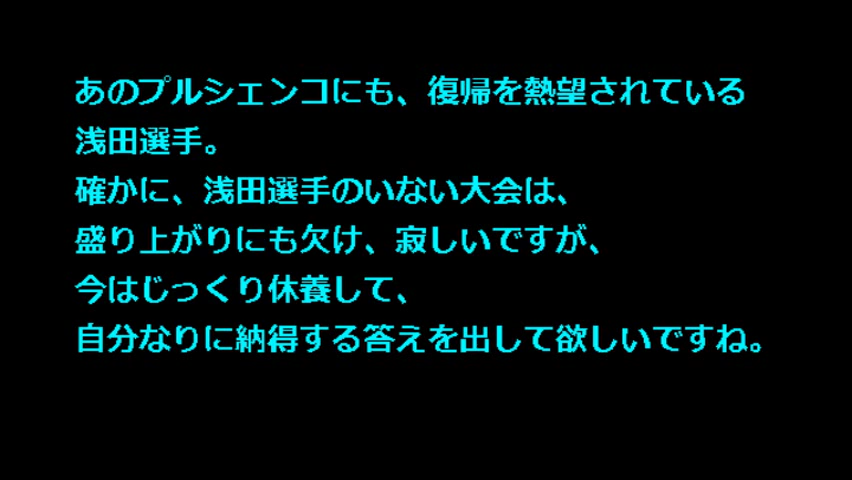 あのプルシェンコにも、復帰を熱望されている
浅田選手。
確かに、浅田選手のいない大会は、
盛り上がりにも欠け、寂しいですが、
今はじっくり休養して、
自分なりに納得する答えを出して欲しいですね。